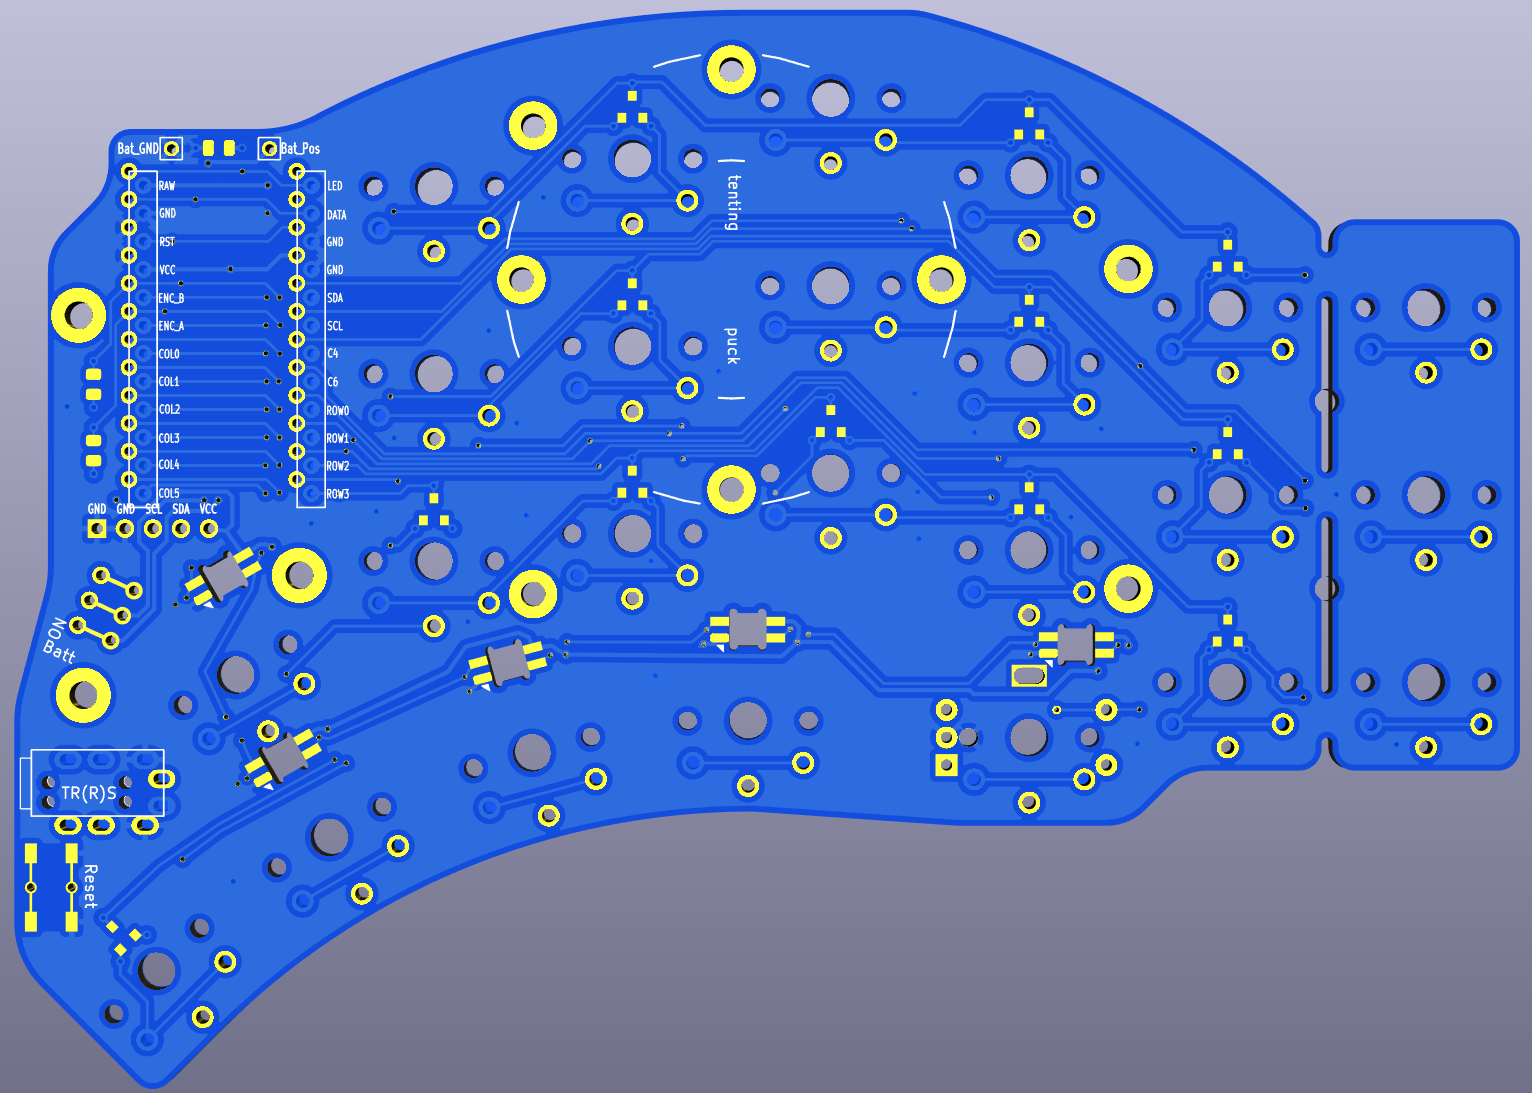 Bat_GND
Bat_Pos
RAW
GND
RST
VCC
ENC_B
ENC_A
COL0
COL1
COL2
COL3
COL4
COL5
LED
DATA
GND
GND
SDA
SCL
C4
C6
ROW0
ROW1
ROW2
ROW3
tenting
puck
GND GND SCL SDA VCC
NON
Batt
TR(R)S
Reset